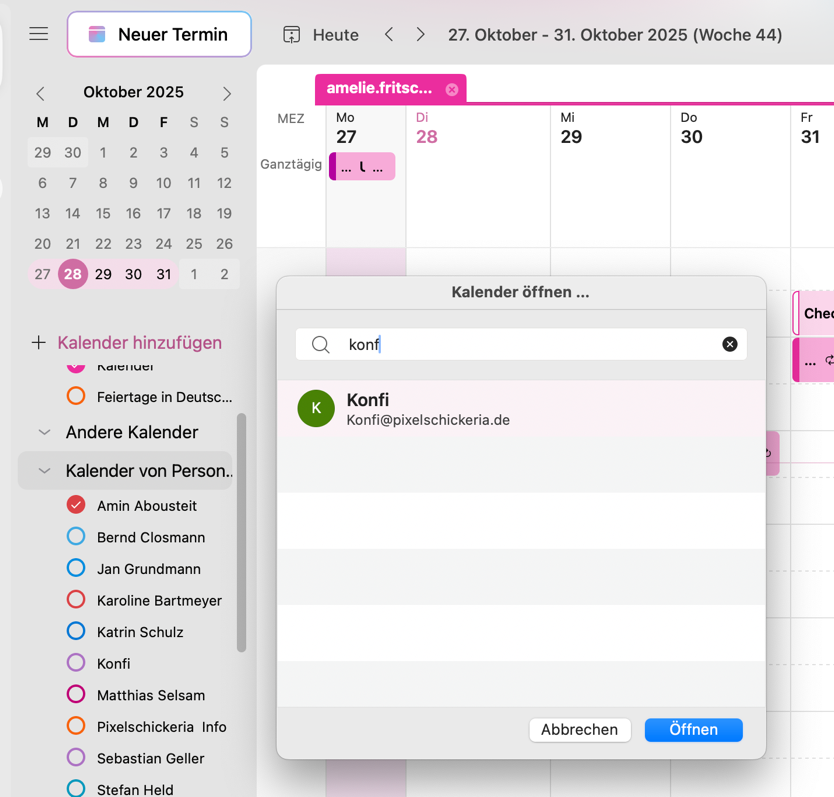 Neuer Termin
Heute
27. Oktober - 31. Oktober 2025 (Woche 44)
Oktober 2025
M D M D F S S
29 30 1 2 3 4 5
6 7 8 9 10 11 12
13 14 15 16 17 18 19
20 21 22 23 24 25 26
27 28 29 30 31 1 2
Kalender hinzufügen
Kalender
Feiertage in Deutsc...
Andere Kalender
Kalender von Person..
Amin Abousteit
Bernd Closmann
Jan Grundmann
Karoline Bartmeyer
Katrin Schulz
Konfi
Matthias Selsam
Pixelschickeria Info
Sebastian Geller
Stefan Held
amelie.fritsc...
MEZ
Mo
27
Di
28
Mi
29
Do
30
Fr
31
Ganztägig
... ...
Chec
...
Kalender öffnen ...
konf
K
Konfi
Konfi@pixelschickeria.de
Abbrechen
Öffnen